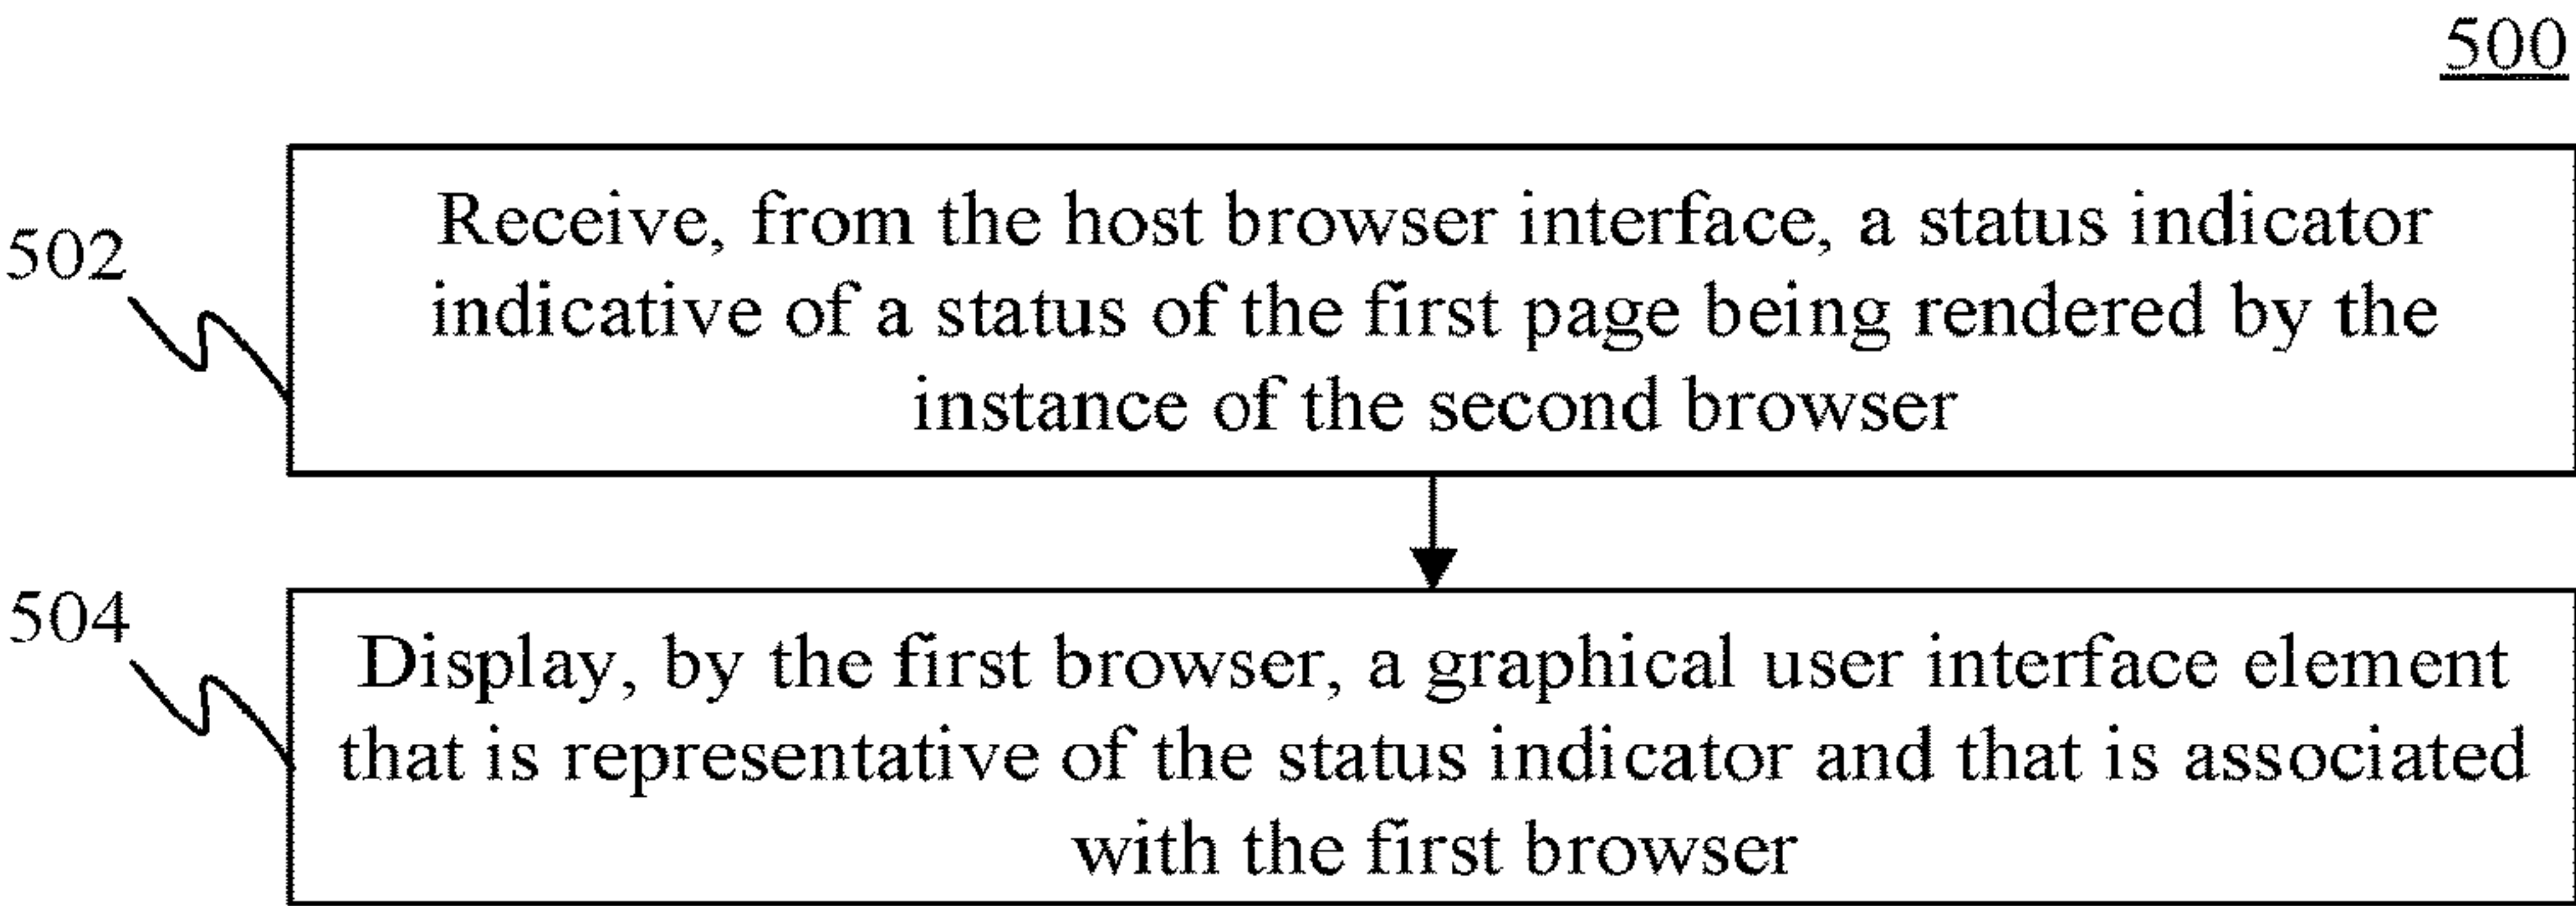 500
502
Receive, from the host browser interface, a status indicator
indicative of a status of the first page being rendered by the
instance of the second browser
504
Display, by the first browser, a graphical user interface element
that is representative of the status indicator and that is associated
with the first browser